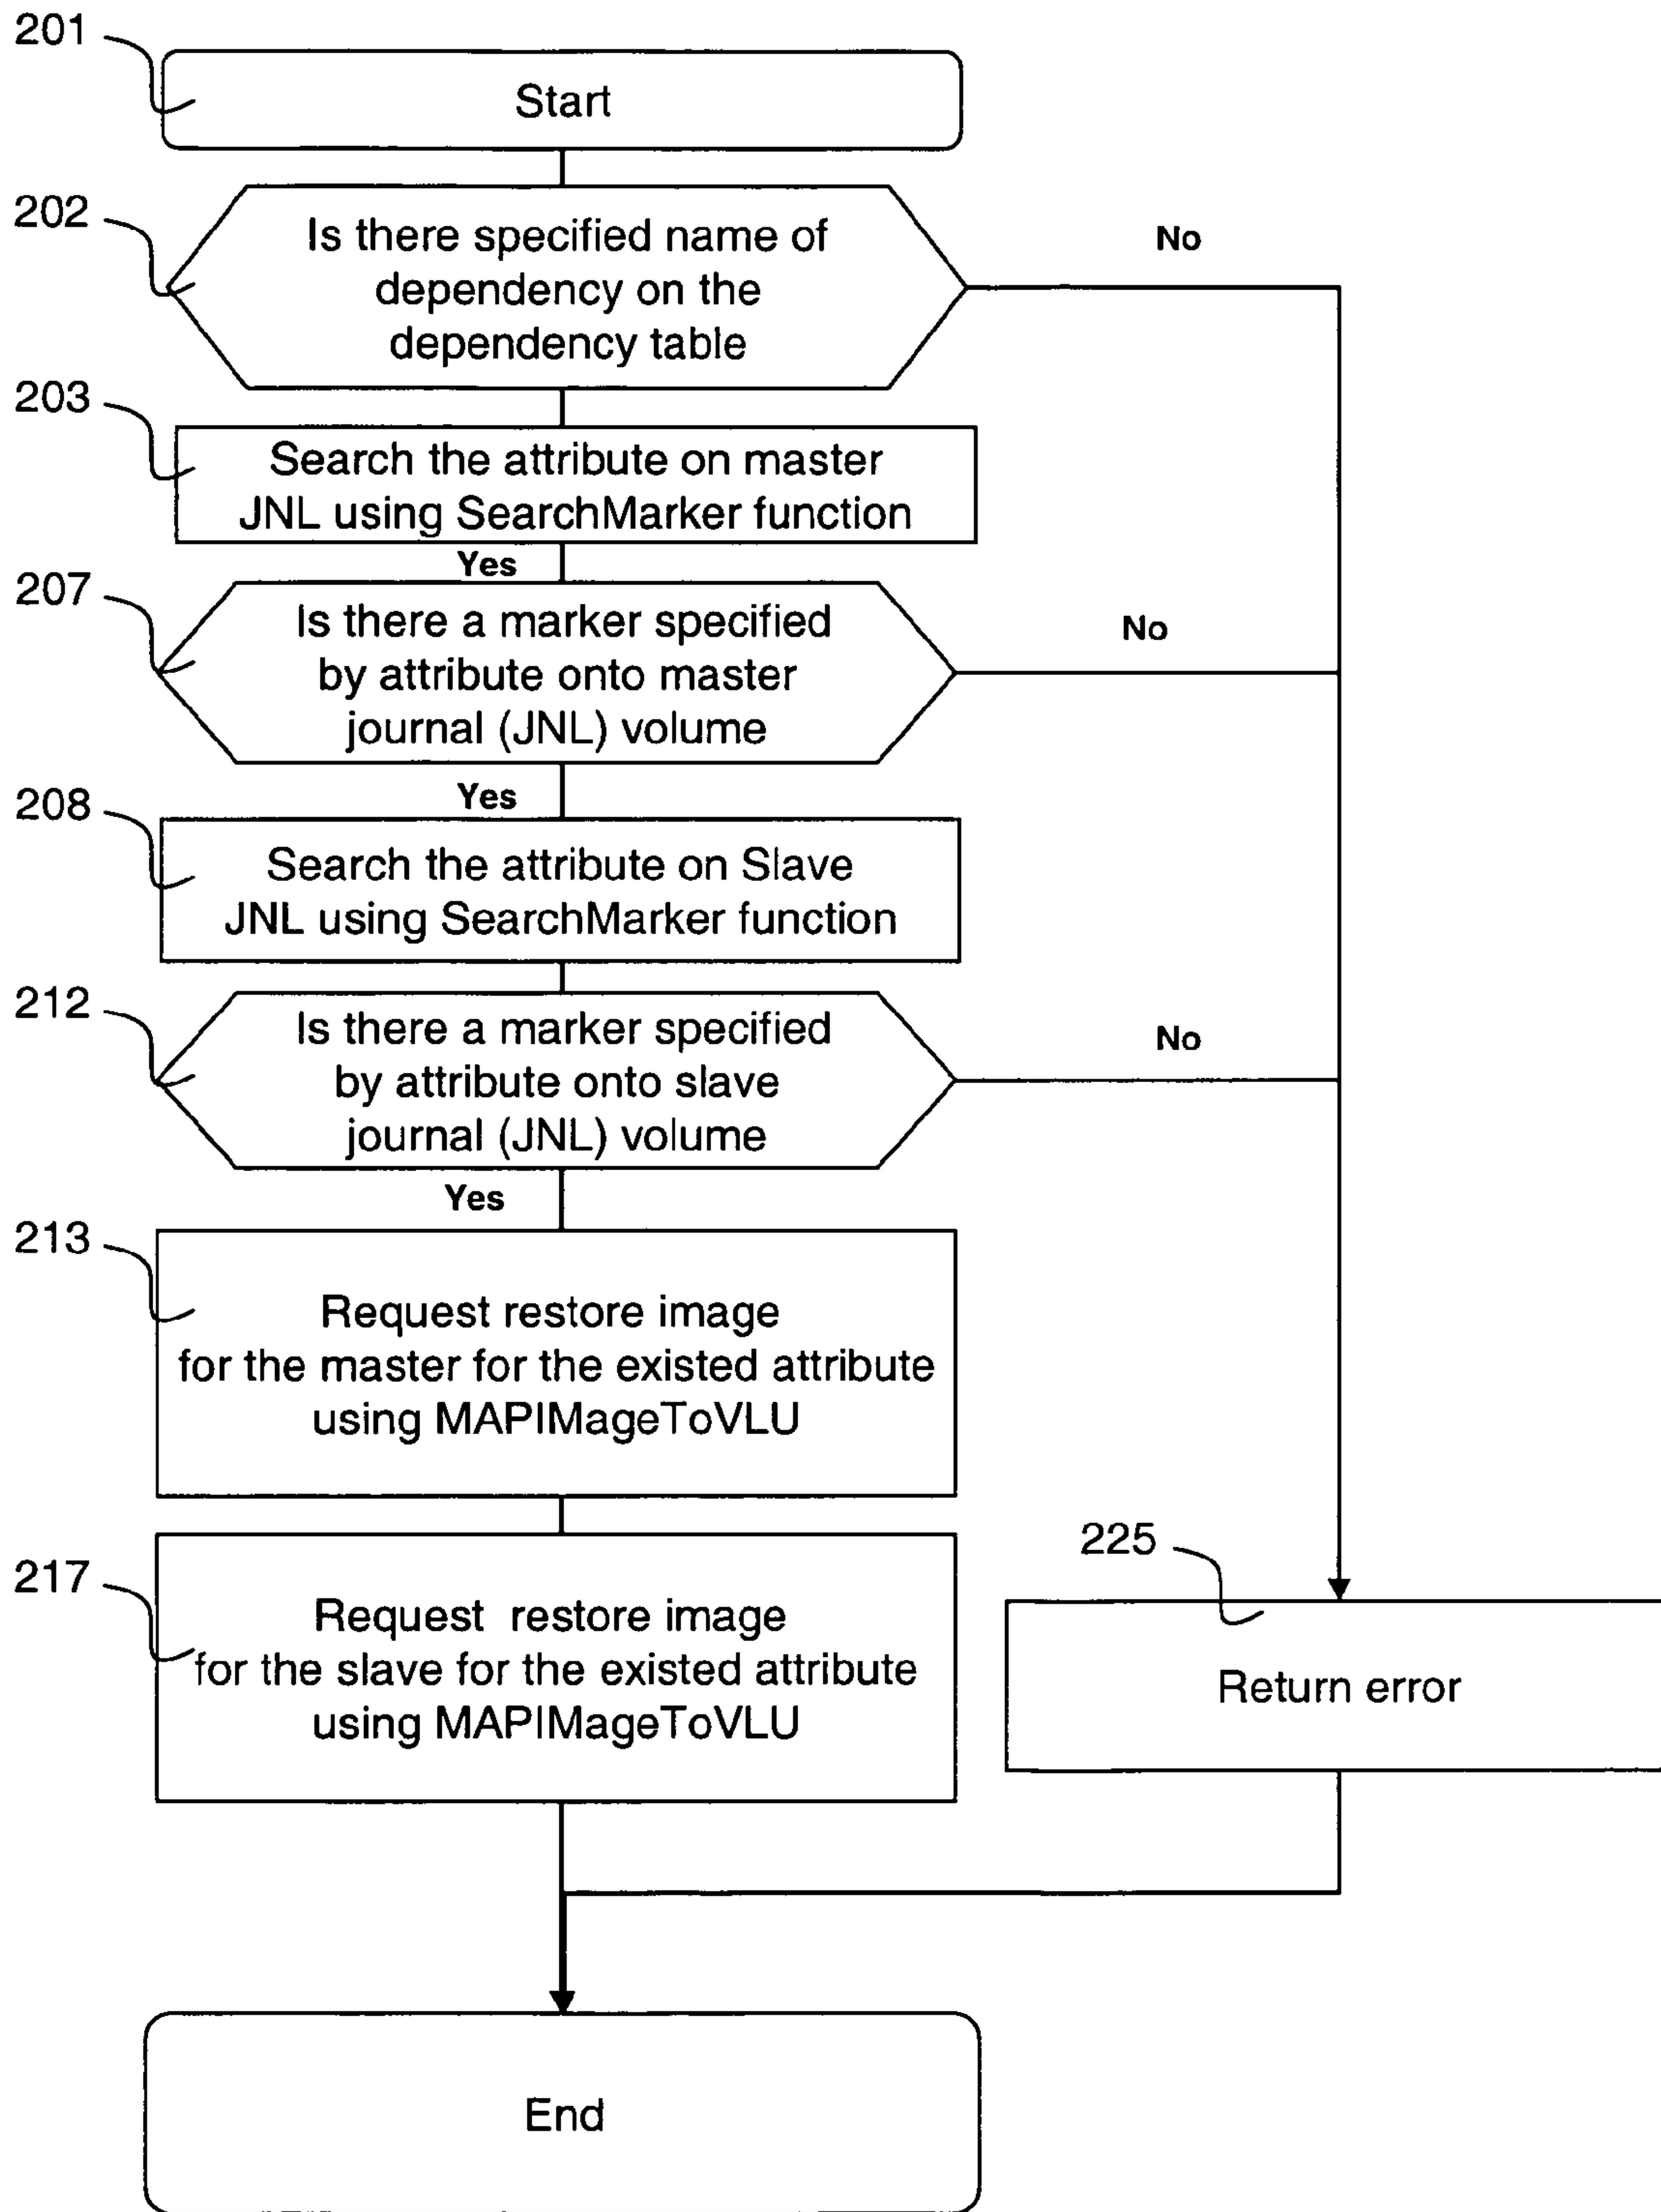 201
Start
202
Is there specified name of
dependency on the
dependency table
No
203
Search the attribute on master
JNL using SearchMarker function
Yes
207
Is there a marker specified
by attribute onto master
journal (JNL) volume
No
Yes
208
Search the attribute on Slave
JNL using SearchMarker function
212
Is there a marker specified
by attribute onto slave
journal (JNL) volume
No
Yes
213
Request restore image
for the master for the existed attribute
using MAPIMageToVLU
217
Request restore image
for the slave for the existed attribute
using MAPIMageToVLU
225
Return error
End